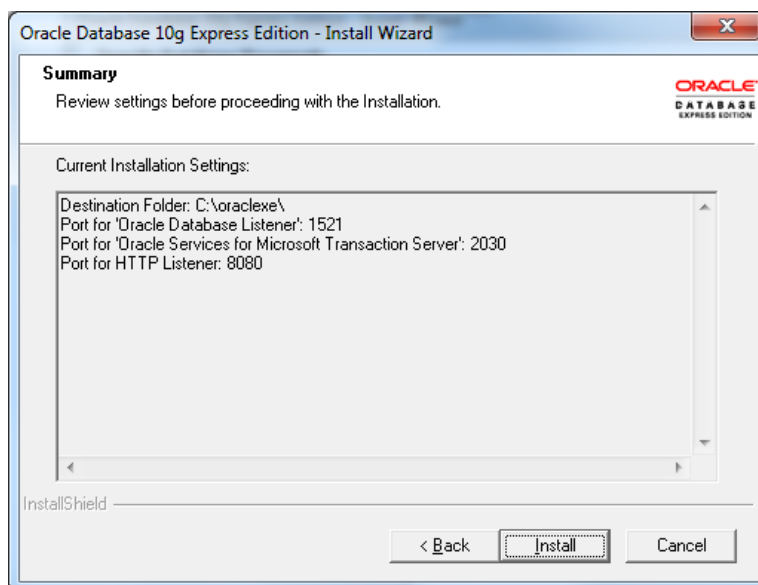 Oracle Database 10g Express Edition - Install Wizard
Summary
Review settings before proceeding with the Installation.
ORACLE
DATABASE
EXPRESS EDITION
Current Installation Settings:
Destination Folder: C:\oraclexe\
Port for 'Oracle Database Listener': 1521
Port for 'Oracle Services for Microsoft Transaction Server': 2030
Port for HTTP Listener: 8080
InstallShield
< Back
Install
Cancel